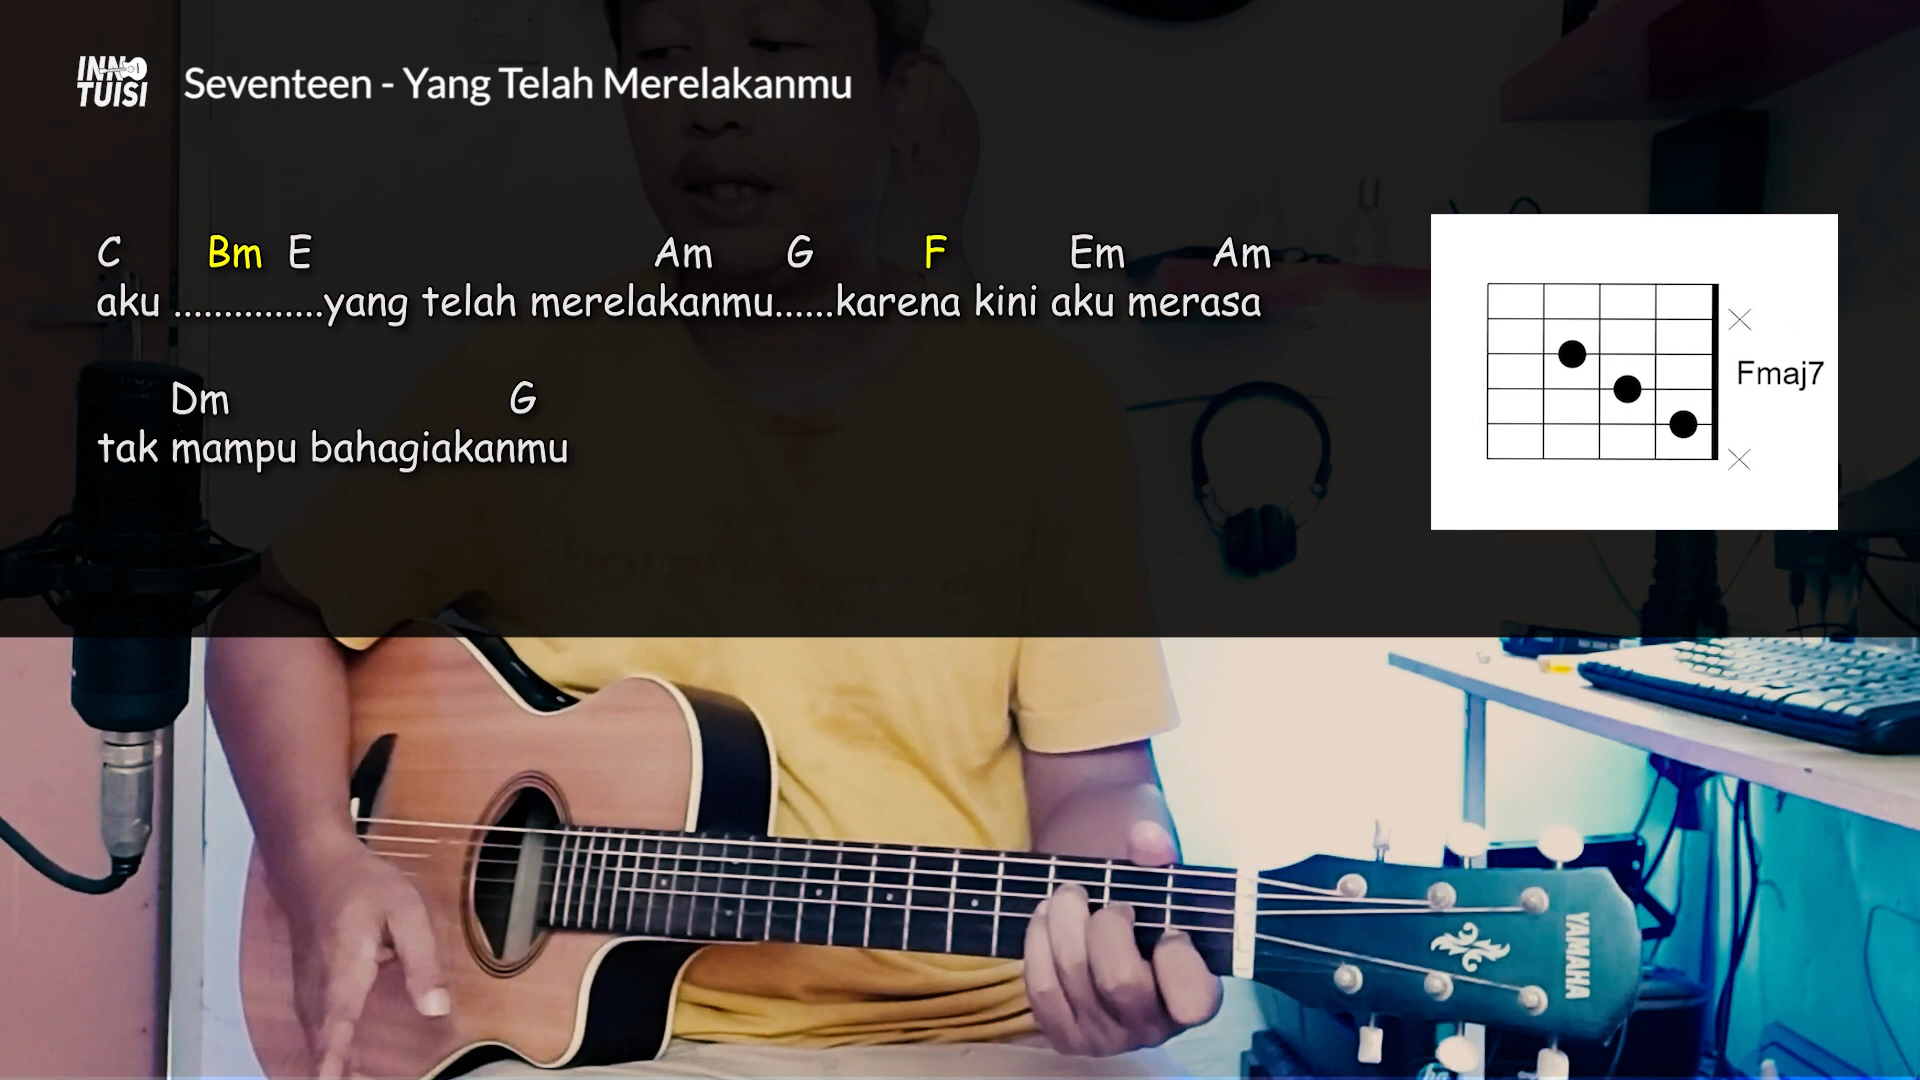 INNO
TUISI
Seventeen - Yang Telah Merelakanmu
C Bm E Am G F Em Am
aku ...............yang telah merelakanmu......karena kini aku merasa
Dm G
tak mampu bahagiakanmu
Fmaj7
YAMAHA
hp